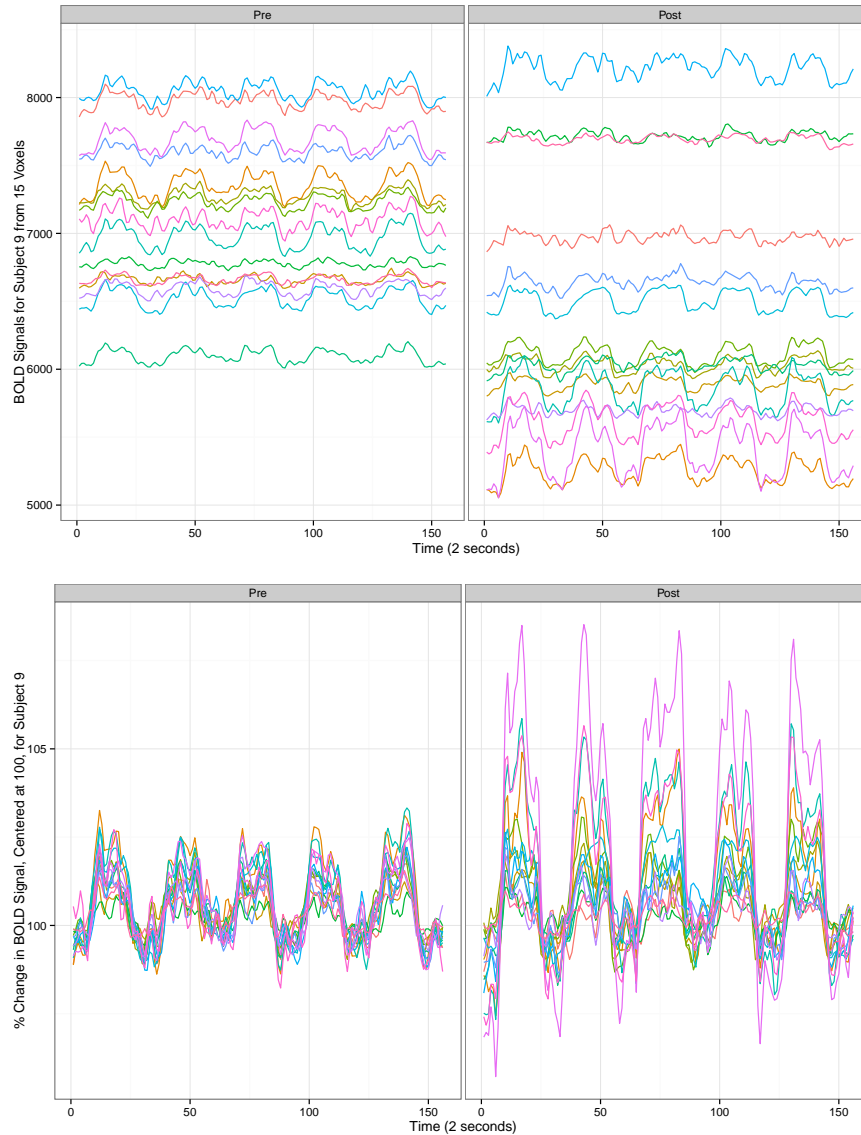 Pre
Post
BOLD Signals for Subject 9 from 15 Voxels
8000
7000
6000
5000
0
50
100
150
0
50
100
150
Time (2 seconds)
Pre
Post
% Change in BOLD Signal, Centered at 100, for Subject 9
105
100
0
50
100
150
0
50
100
150
Time (2 seconds)